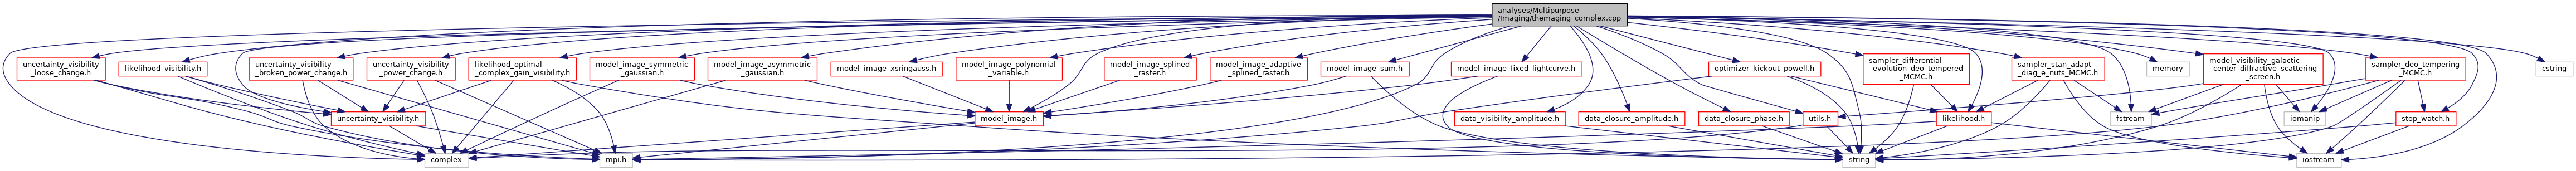 analyses/Multipurpose
/Imaging/themaging_complex.cpp
uncertainty_visibility
_loose_change.h
likelihood_visibility.h
uncertainty_visibility
_broken_power_change.h
uncertainty_visibility
_power_change.h
likelihood_optimal
_complex_gain_visibility.h
model_image_symmetric
_gaussian.h
model_image_asymmetric
_gaussian.h
model_image_xsringauss.h
model_image_polynomial
_variable.h
model_image_splined
_raster.h
model_image_adaptive
_splined_raster.h
model_image_sum.h
model_image_fixed_lightcurve.h
optimizer_kickout_powell.h
sampler_differential
_evolution_deo_tempered
_MCMC.h
sampler_stan_adapt
_diag_e_nuts_MCMC.h
memory
model_visibility_galactic
_center_diffractive_scattering
_screen.h
sampler_deo_tempering
_MCMC.h
cstring
uncertainty_visibility.h
model_image.h
data_visibility_amplitude.h
data_closure_amplitude.h
data_closure_phase.h
utils.h
likelihood.h
fstream
iomanip
stop_watch.h
complex
mpi.h
string
iostream